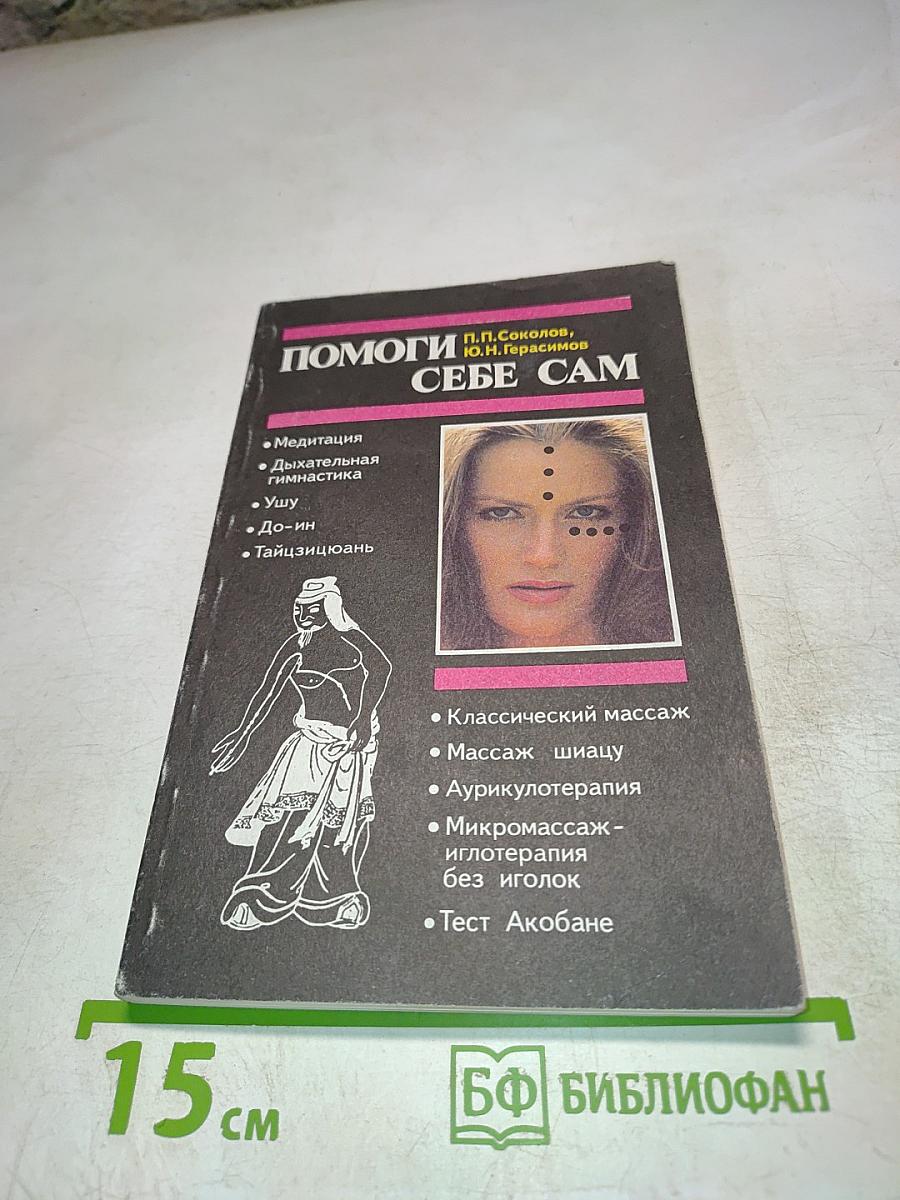 П.П.Соколов,
Ю.Н.Герасимов
ПОМОГИ
СЕБЕ САМ
• Медитация
• Дыхательная
гимнастика
• Ушу
• До-ин
• Тайцзицюань
• Классический массаж
• Массаж шиацу
• Аурикулотерапия
• Микромассаж-
иглотерапия
без иголок
• Тест Акобане
15 см
БФ БИБЛИОФАН